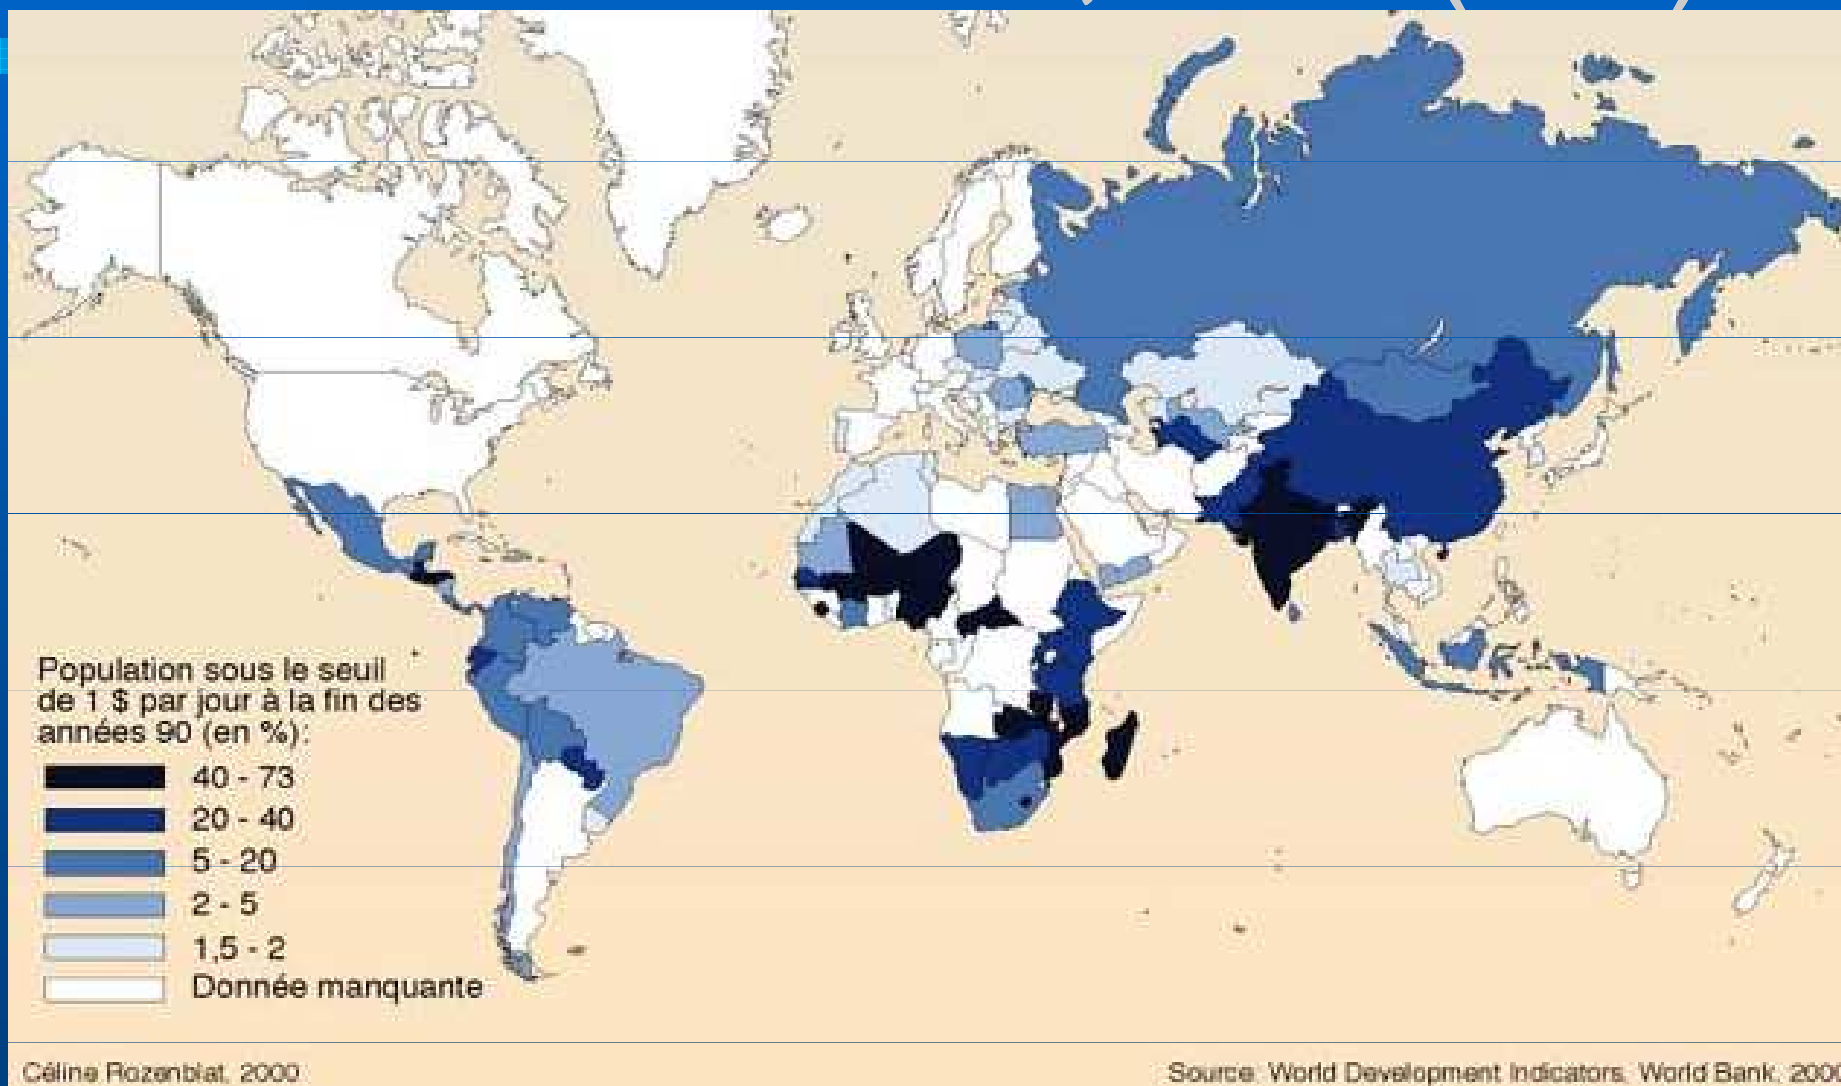 Population sous le seuil
de 1 $ par jour à la fin des
années 90 (en %):
40 - 73
20 - 40
5 - 20
2 - 5
1,5 - 2
Donnée manquante
Céline Rozenblat, 2000
Source: World Development Indicators, World Bank, 2000